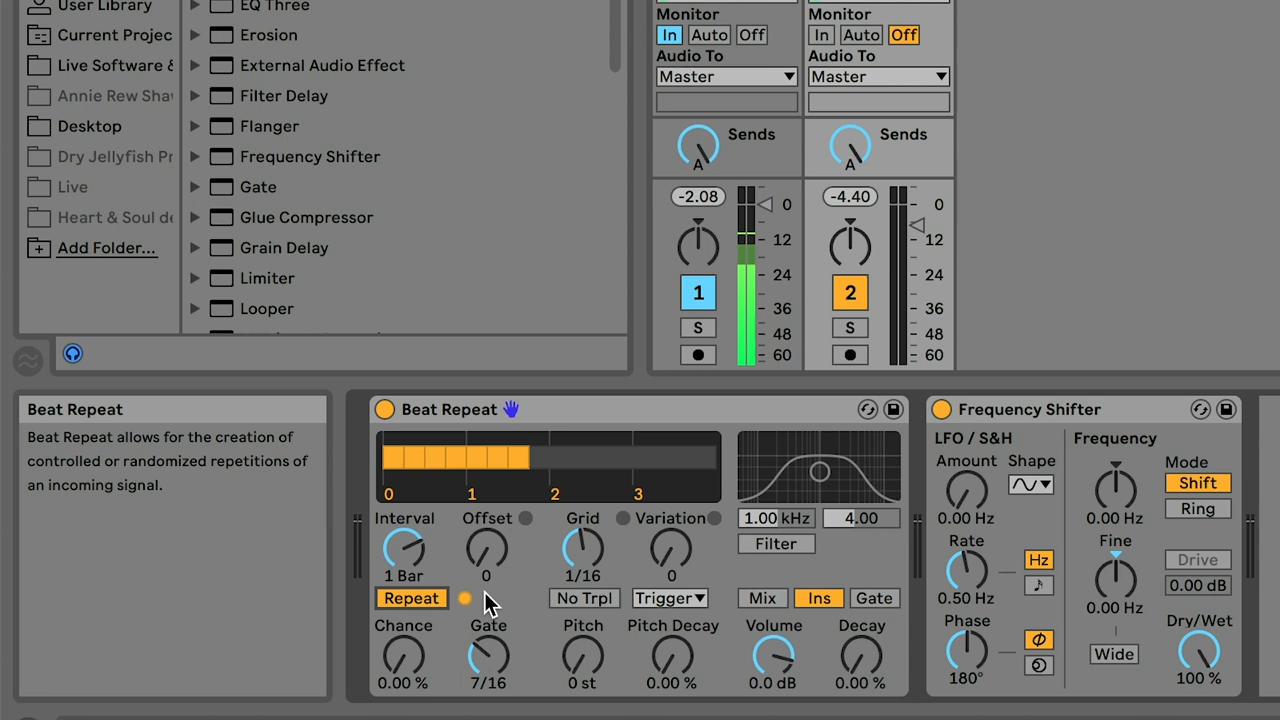 User Library
Current Projec
Live Software &
Annie Rew Sha
Desktop
Dry Jellyfish Pr
Live
Heart & Soul de
Add Folder...
EQ Three
Erosion
External Audio Effect
Filter Delay
Flanger
Frequency Shifter
Gate
Glue Compressor
Grain Delay
Limiter
Looper
Monitor
In Auto Off
Audio To
Master
Sends
A
-2.08
0
12
24
36
48
60
1
S
Monitor
In Auto Off
Audio To
Master
Sends
A
-4.40
0
12
24
36
48
60
2
S
Beat Repeat
Beat Repeat allows for the creation of
controlled or randomized repetitions of
an incoming signal.
Beat Repeat
0 1 2 3
Interval Offset Grid Variation
1 Bar 0 1/16 0
Repeat No Trpl Trigger
Chance Gate Pitch Pitch Decay
0.00 % 7/16 0 st 0.00 %
1.00 kHz 4.00
Filter
Mix Ins Gate
Volume Decay
0.0 dB 0.00 %
Frequency Shifter
LFO / S&H
Amount Shape
0.00 Hz
Rate
Hz
0.50 Hz
Phase
180°
Frequency
0.00 Hz
Fine
0.00 Hz
Wide
Mode
Shift
Ring
Drive
0.00 dB
Dry/Wet
100 %